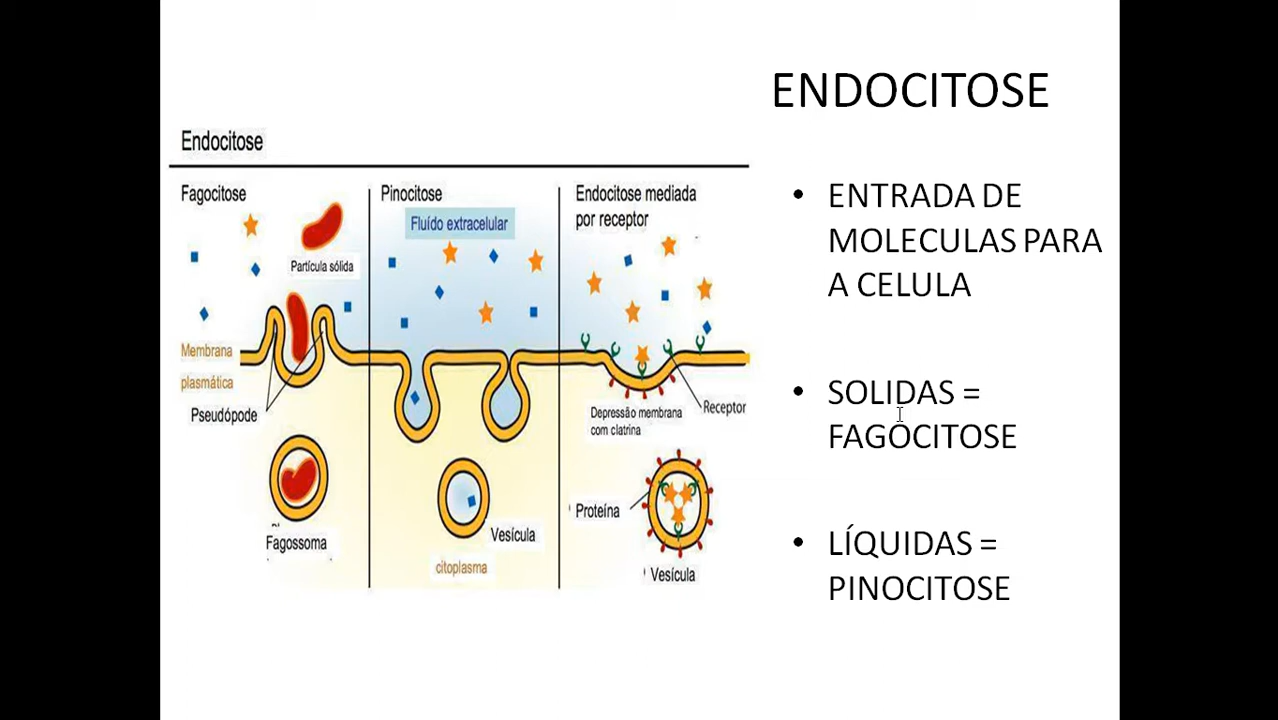 ENDOCITOSE
Endocitose
Fagocitose
Partícula sólida
Membrana
plasmática
Pseudópode
Fagossoma
Pinocitose
Fluído extracelular
Vesícula
citoplasma
Endocitose mediada
por receptor
Depressão membrana
com clatrina
Receptor
Proteína
Vesícula
• ENTRADA DE
MOLECULAS PARA
A CELULA
• SOLIDAS =
FAGOCITOSE
• LÍQUIDAS =
PINOCITOSE